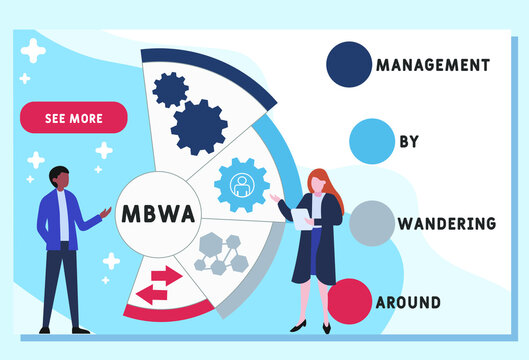 SEE MORE
MBWA
MANAGEMENT
BY
WANDERING
AROUND